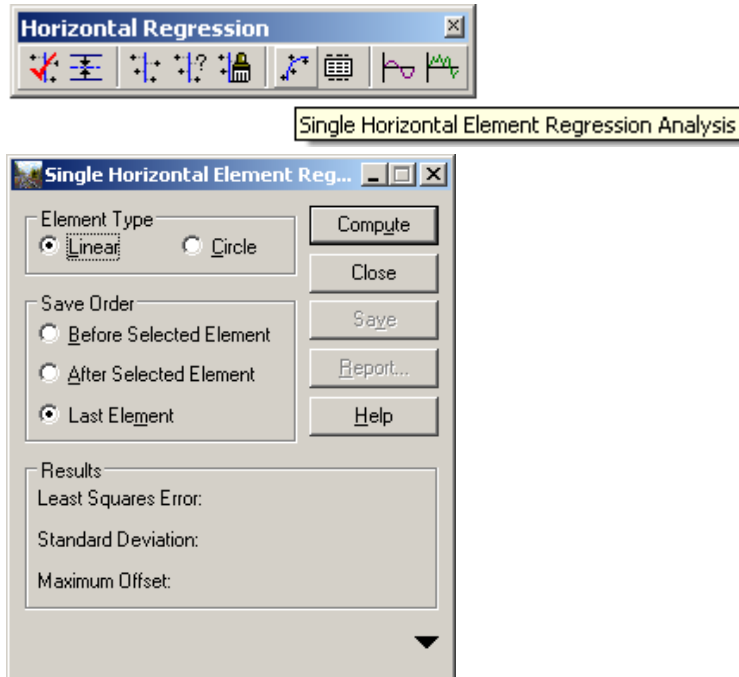 Horizontal Regression
Single Horizontal Element Regression Analysis
Single Horizontal Element Reg...
Element Type
Linear
Circle
Compute
Close
Save Order
Before Selected Element
After Selected Element
Last Element
Save
Report...
Help
Results
Least Squares Error:
Standard Deviation:
Maximum Offset: